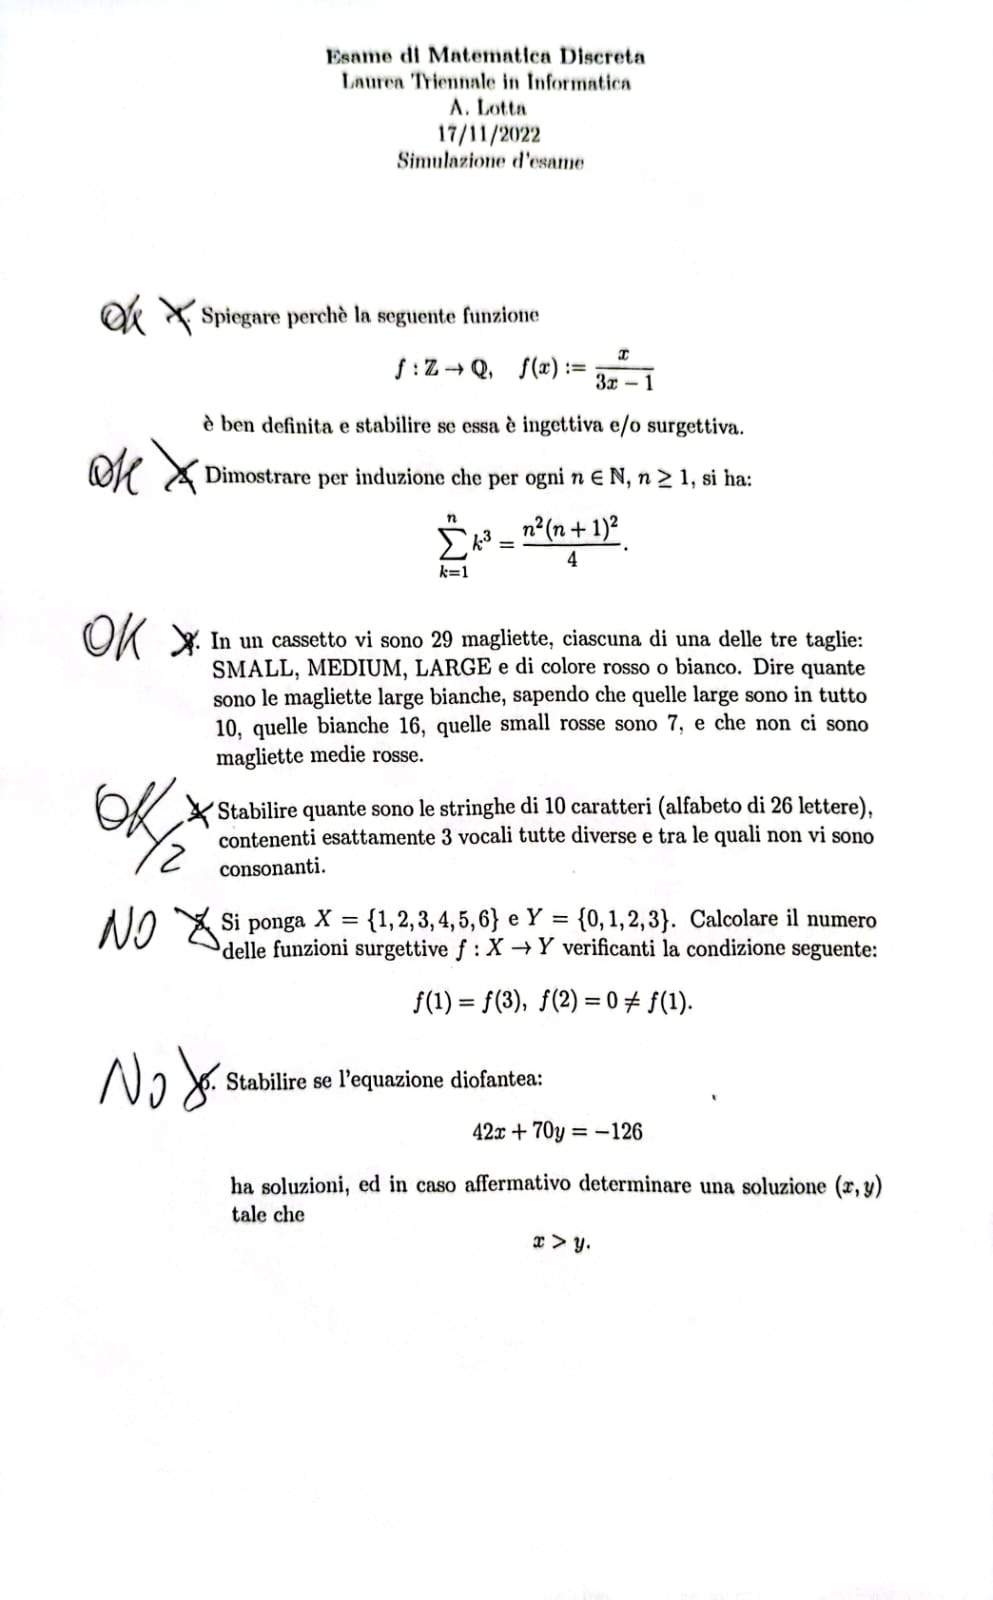 Esame di Matematica Discreta
Laurea Triennale in Informatica
A. Lotta
17/11/2022
Simulazione d'esame
OK 1. Spiegare perchè la seguente funzione
f : ℤ → ℚ, f(x) := x / (3x − 1)
è ben definita e stabilire se essa è ingettiva e/o surgettiva.
OK 2. Dimostrare per induzione che per ogni n ∈ ℕ, n ≥ 1, si ha:
∑_{k=1}^{n} k³ = n²(n + 1)² / 4 .
OK 3. In un cassetto vi sono 29 magliette, ciascuna di una delle tre taglie:
SMALL, MEDIUM, LARGE e di colore rosso o bianco. Dire quante
sono le magliette large bianche, sapendo che quelle large sono in tutto
10, quelle bianche 16, quelle small rosse sono 7, e che non ci sono
magliette medie rosse.
OK/2 4. Stabilire quante sono le stringhe di 10 caratteri (alfabeto di 26 lettere),
contenenti esattamente 3 vocali tutte diverse e tra le quali non vi sono
consonanti.
NO 5. Si ponga X = {1, 2, 3, 4, 5, 6} e Y = {0, 1, 2, 3}. Calcolare il numero
delle funzioni surgettive f : X → Y verificanti la condizione seguente:
f(1) = f(3), f(2) = 0 ≠ f(1).
No 6. Stabilire se l'equazione diofantea:
42x + 70y = −126
ha soluzioni, ed in caso affermativo determinare una soluzione (x, y)
tale che
x > y.